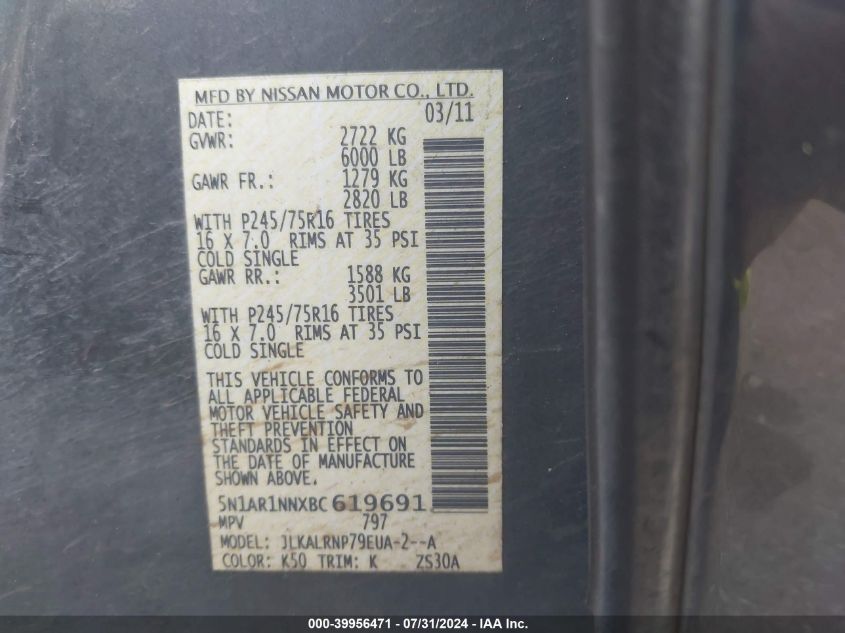 MFD BY NISSAN MOTOR CO., LTD.
DATE: 03/11
GVWR: 2722 KG
6000 LB
GAWR FR.: 1279 KG
2820 LB
WITH P245/75R16 TIRES
16 X 7.0 RIMS AT 35 PSI
COLD SINGLE
GAWR RR.: 1588 KG
3501 LB
WITH P245/75R16 TIRES
16 X 7.0 RIMS AT 35 PSI
COLD SINGLE
THIS VEHICLE CONFORMS TO
ALL APPLICABLE FEDERAL
MOTOR VEHICLE SAFETY AND
THEFT PREVENTION
STANDARDS IN EFFECT ON
THE DATE OF MANUFACTURE
SHOWN ABOVE.
5N1AR1NNXBC619691
MPV 797
MODEL: JLKALRNP79EUA-2--A
COLOR: K50 TRIM: K ZS30A
000-39956471 - 07/31/2024 - IAA Inc.